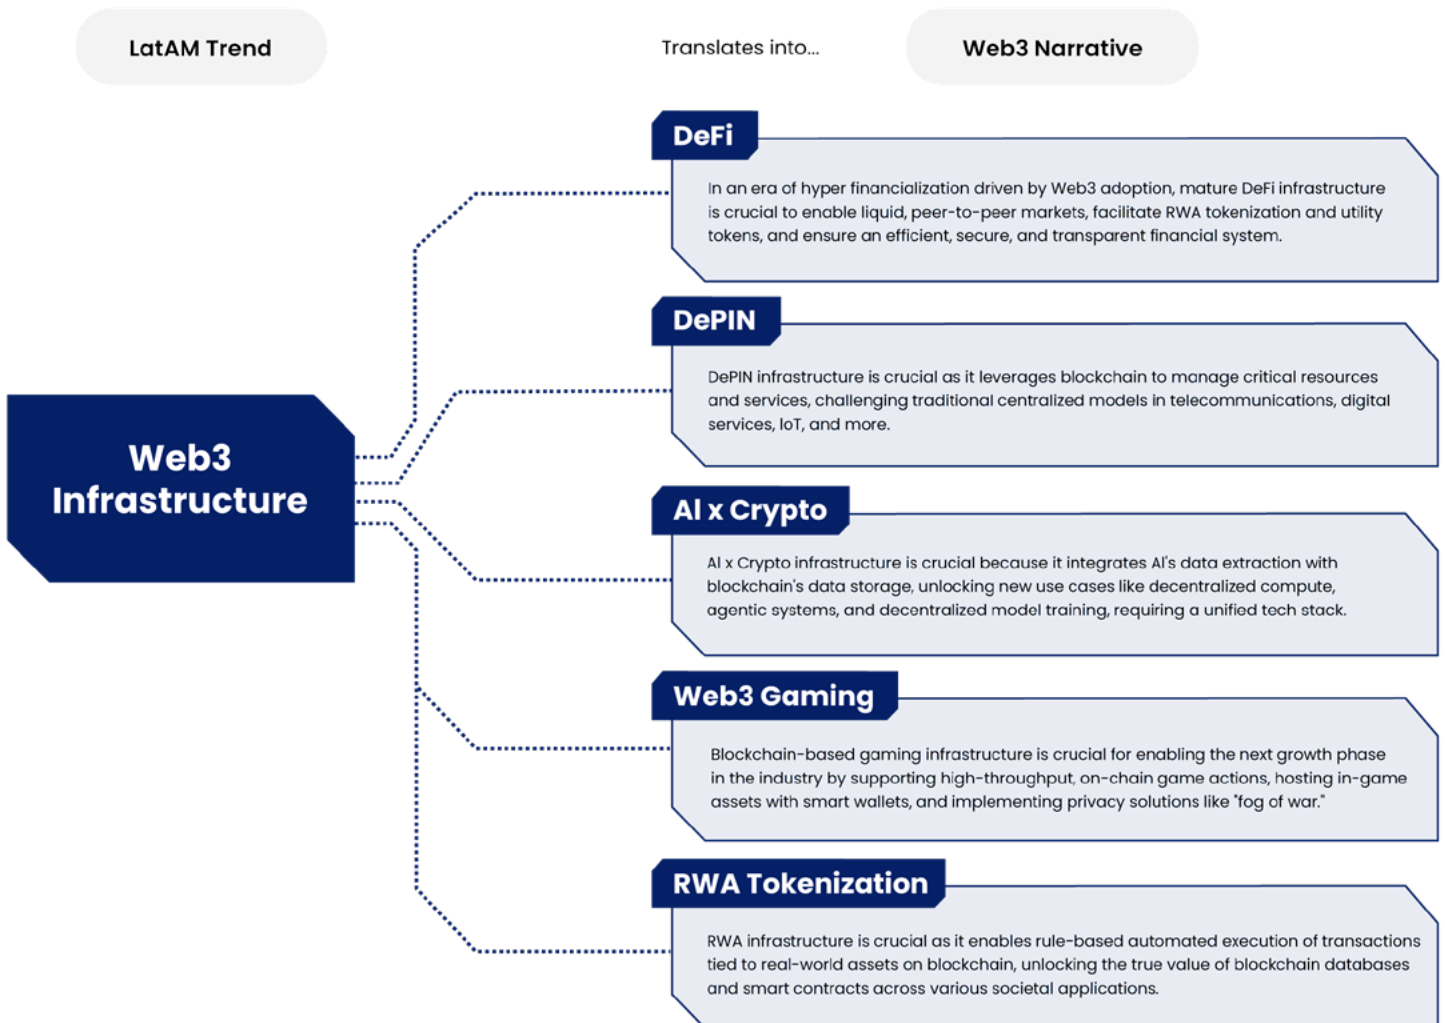 LatAM Trend
Translates into...
Web3 Narrative
Web3
Infrastructure
DeFi
In an era of hyper financialization driven by Web3 adoption, mature DeFi infrastructure
is crucial to enable liquid, peer-to-peer markets, facilitate RWA tokenization and utility
tokens, and ensure an efficient, secure, and transparent financial system.
DePIN
DePIN infrastructure is crucial as it leverages blockchain to manage critical resources
and services, challenging traditional centralized models in telecommunications, digital
services, IoT, and more.
AI x Crypto
AI x Crypto infrastructure is crucial because it integrates AI's data extraction with
blockchain's data storage, unlocking new use cases like decentralized compute,
agentic systems, and decentralized model training, requiring a unified tech stack.
Web3 Gaming
Blockchain-based gaming infrastructure is crucial for enabling the next growth phase
in the industry by supporting high-throughput, on-chain game actions, hosting in-game
assets with smart wallets, and implementing privacy solutions like "fog of war."
RWA Tokenization
RWA infrastructure is crucial as it enables rule-based automated execution of transactions
tied to real-world assets on blockchain, unlocking the true value of blockchain databases
and smart contracts across various societal applications.